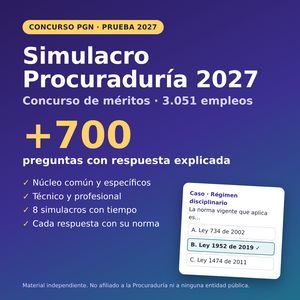 CONCURSO PGN · PRUEBA 2027
Simulacro
Procuraduría 2027
Concurso de méritos · 3.051 empleos
+700
preguntas con respuesta explicada
✓ Núcleo común y específicos
✓ Técnico y profesional
✓ 8 simulacros con tiempo
✓ Cada respuesta con su norma
Caso · Régimen
disciplinario
La norma vigente que aplica
es...
A. Ley 734 de 2002
B. Ley 1952 de 2019 ✓
C. Ley 1474 de 2011
Material independiente. No afiliado a la Procuraduría ni a ninguna entidad pública.